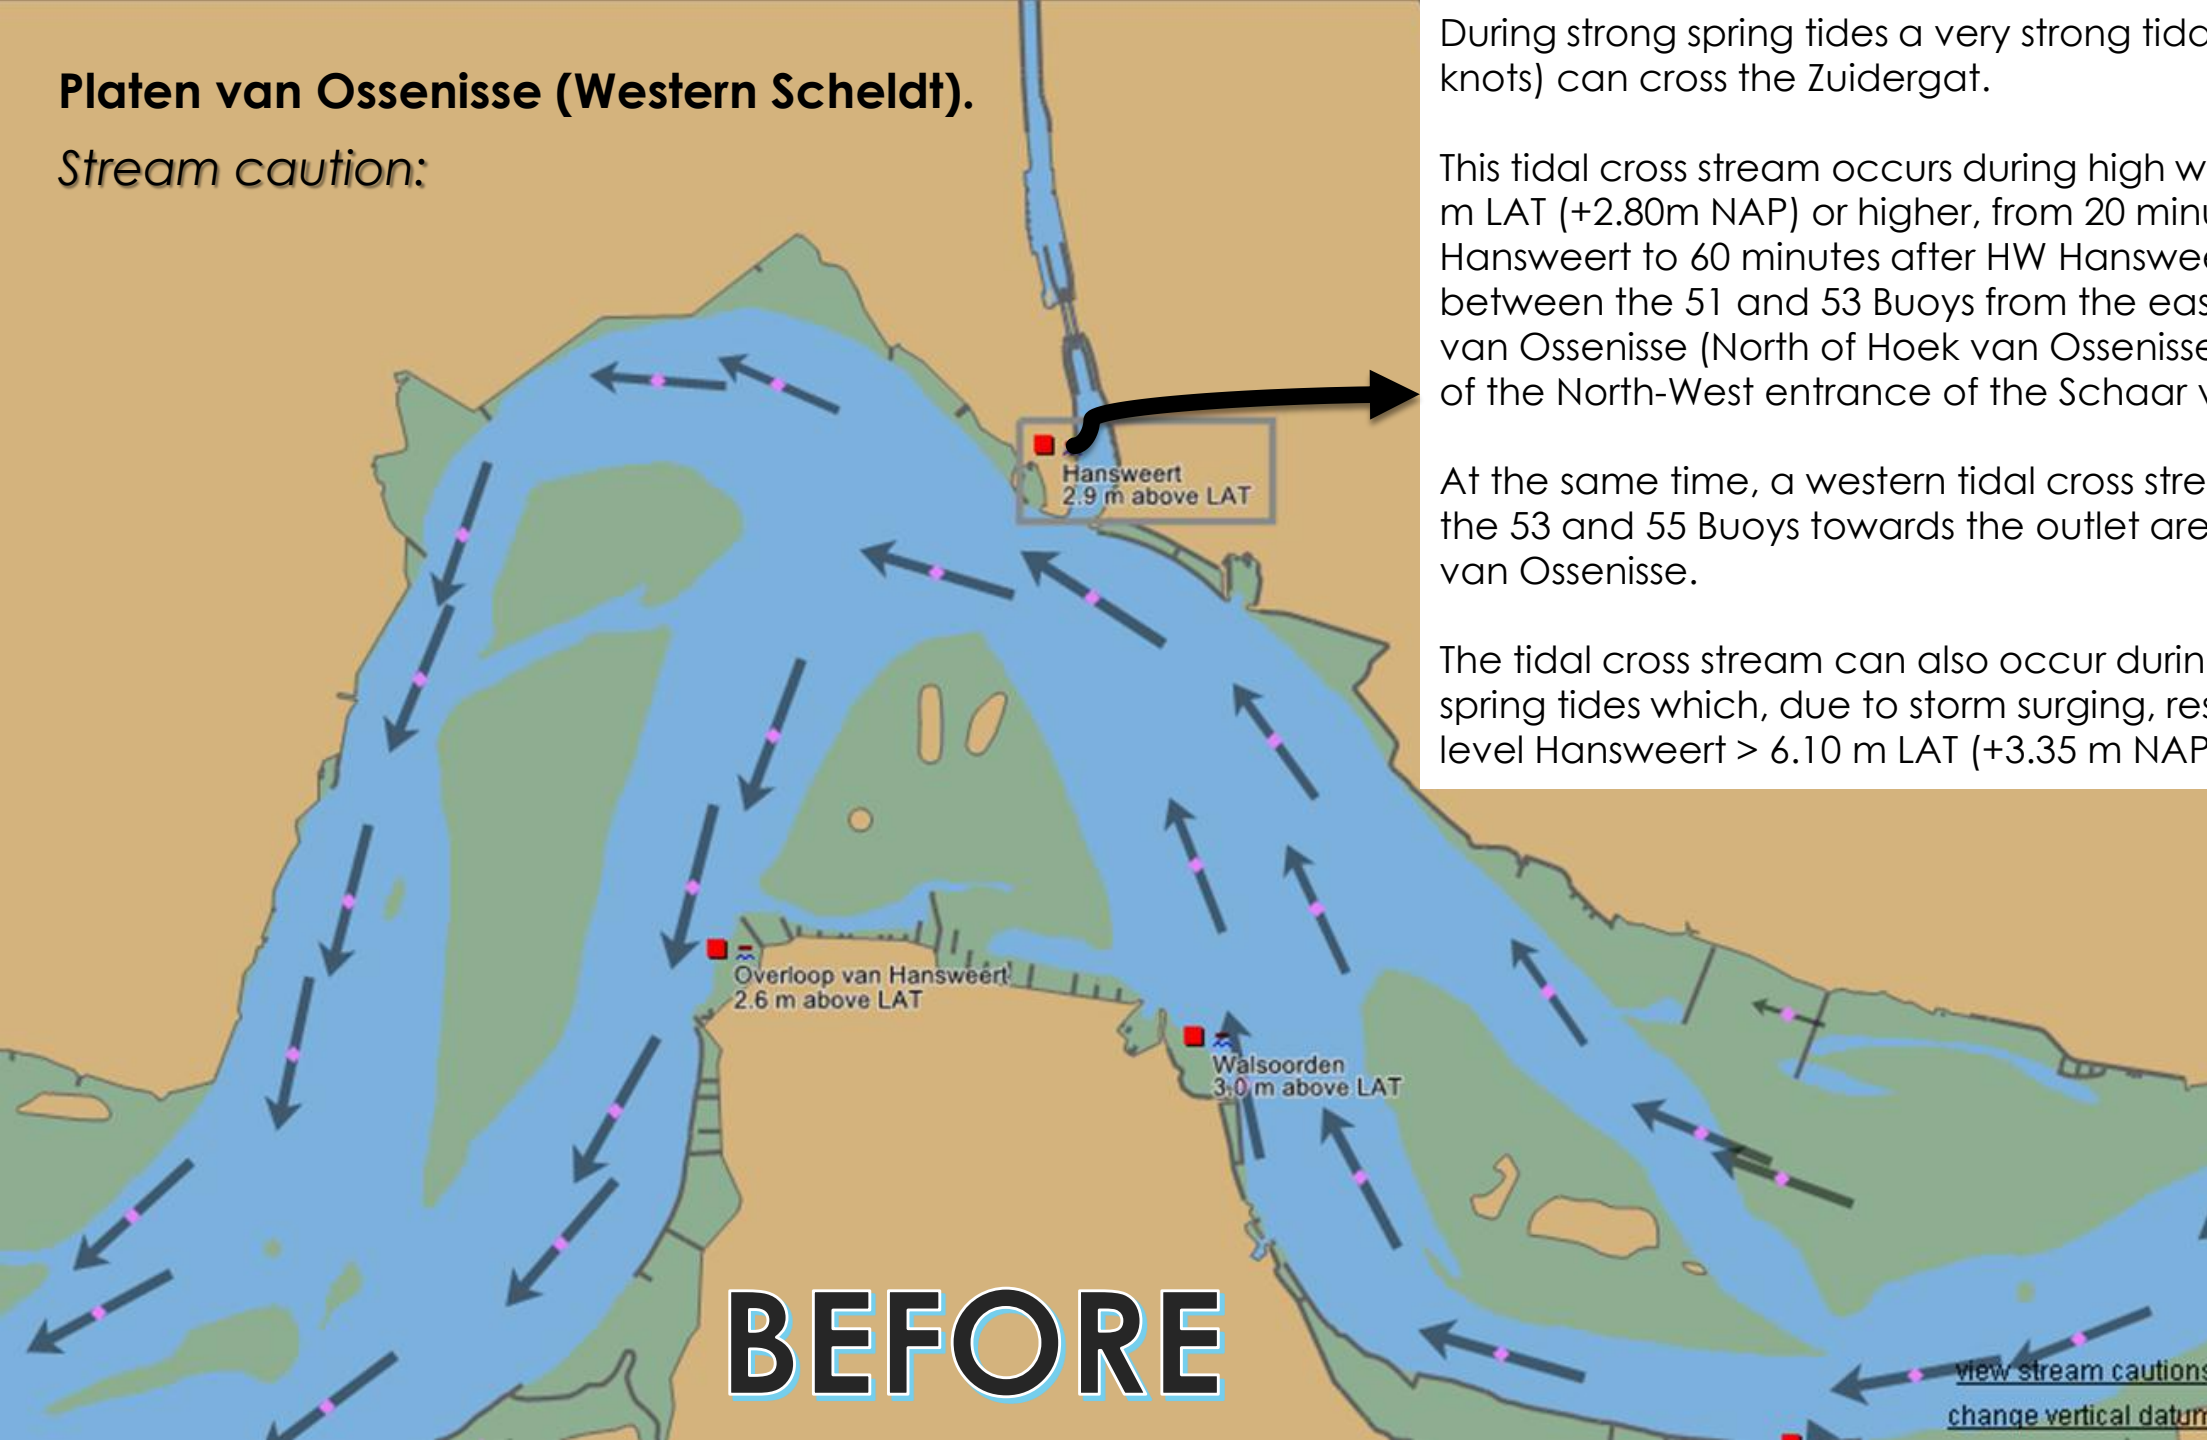 Platen van Ossenisse (Western Scheldt).
Stream caution:
During strong spring tides a very strong
knots) can cross the Zuidergat.
This tidal cross stream occurs during high
m LAT (+2.80m NAP) or higher, from 20
Hansweert to 60 minutes after HW
between the 51 and 53 Buoys from the
van Ossenisse (North of Hoek van Ossenisse
of the North-West entrance of the Schaar
At the same time, a western tidal cross
the 53 and 55 Buoys towards the outlet
van Ossenisse.
The tidal cross stream can also occur
spring tides which, due to storm surging,
level Hansweert > 6.10 m LAT (+3.35 m NAP
Hansweert
2.9 m above LAT
Overloop van Hansweert
2.6 m above LAT
Walsoorden
3.0 m above LAT
BEFORE
view stream cautions
change vertical datum